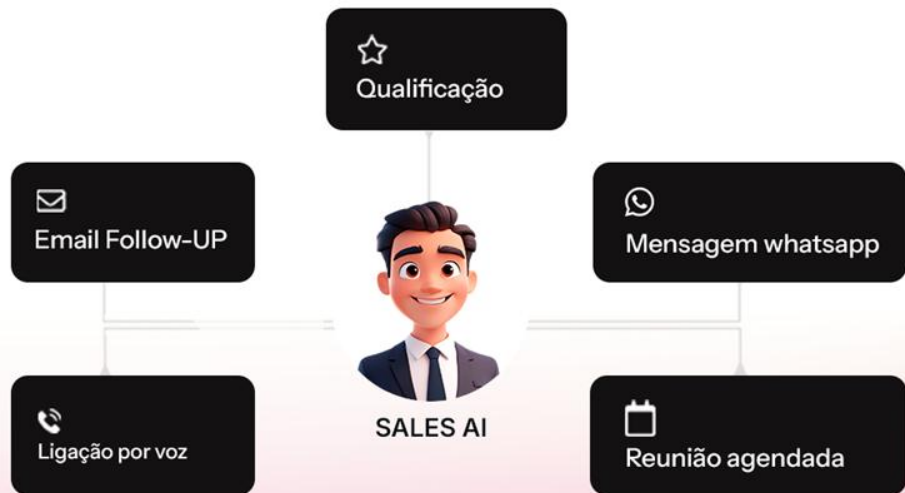 Qualificação
Email Follow-UP
Mensagem whatsapp
SALES AI
Ligação por voz
Reunião agendada